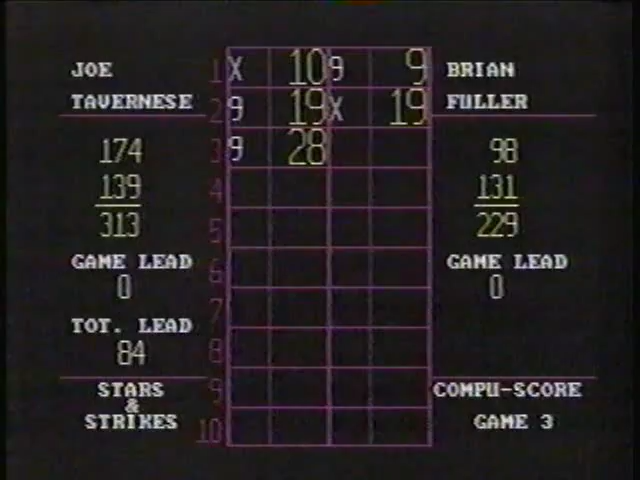 JOE
TAVERNESE
174
139
313
GAME LEAD
0
TOT. LEAD
84
STARS
&
STRIKES
1 X 10 9 9
2 9 19 X 19
3 9 28
4
5
6
7
8
9
10
BRIAN
FULLER
98
131
229
GAME LEAD
0
COMPU-SCORE
GAME 3